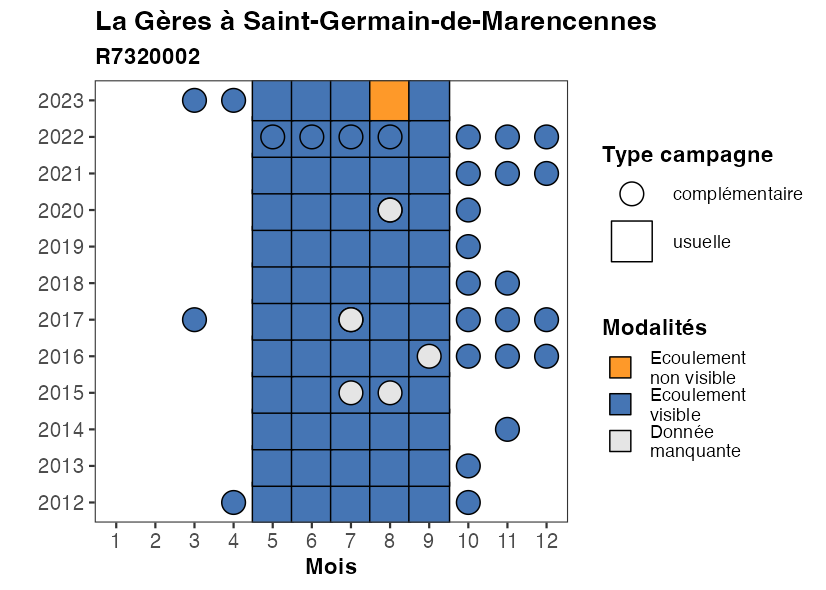 La Gères à Saint-Germain-de-Marencennes
R7320002
2023
2022
2021
2020
2019
2018
2017
2016
2015
2014
2013
2012
1 2 3 4 5 6 7 8 9 10 11 12
Mois
Type campagne
complémentaire
usuelle
Modalités
Ecoulement
non visible
Ecoulement
visible
Donnée
manquante